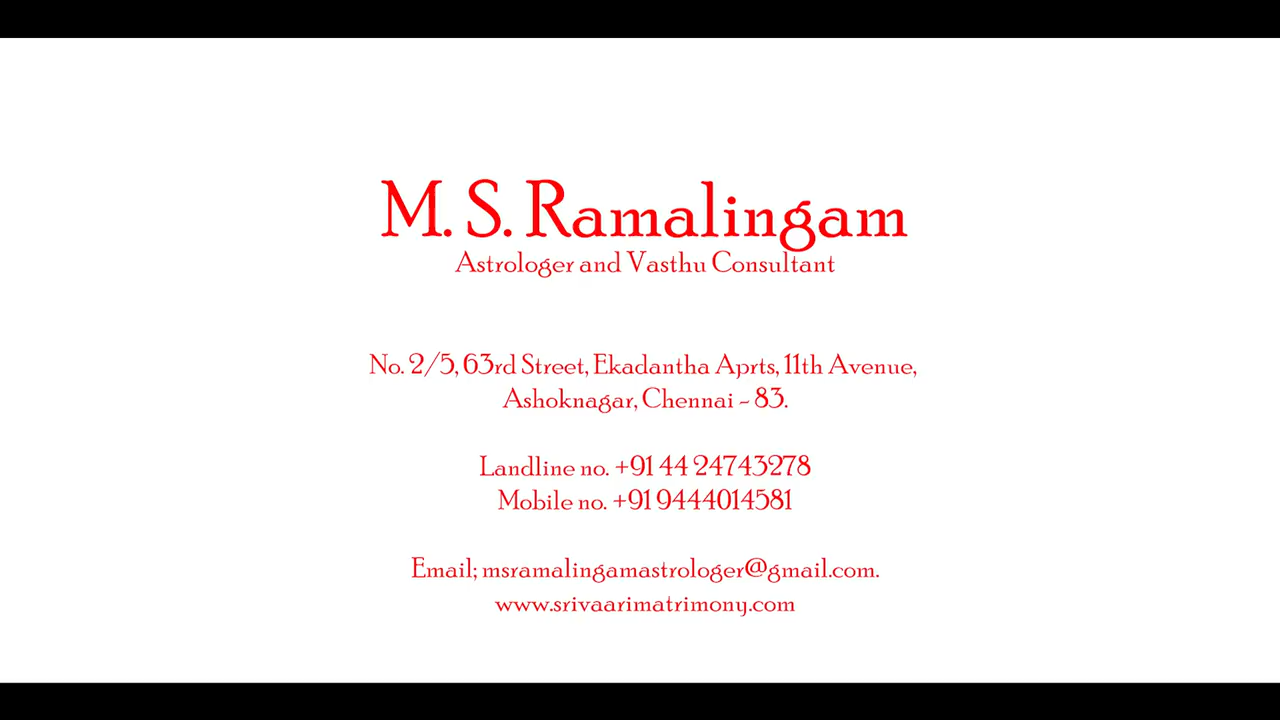 M. S. Ramalingam
Astrologer and Vasthu Consultant
No. 2/5, 63rd Street, Ekadantha Aprts, 11th Avenue,
Ashoknagar, Chennai - 83.
Landline no. +91 44 24743278
Mobile no. +91 9444014581
Email; msramalingamastrologer@gmail.com.
www.srivaarimatrimony.com